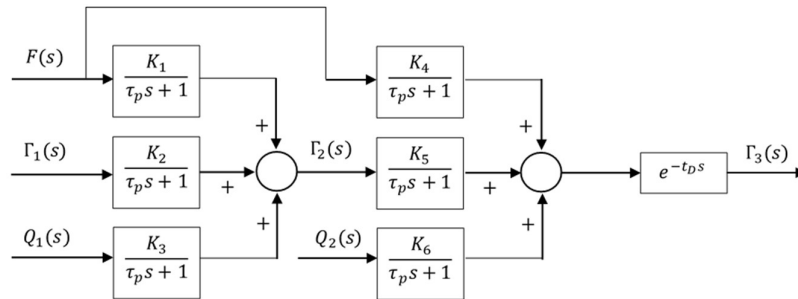 F(s) K₁ K₄
τₚs + 1 τₚs + 1
+ +
Γ₁(s) K₂ Γ₂(s) K₅ e^{−t_D s} Γ₃(s)
τₚs + 1 + τₚs + 1 +
+ +
Q₁(s) K₃ Q₂(s) K₆
τₚs + 1 τₚs + 1